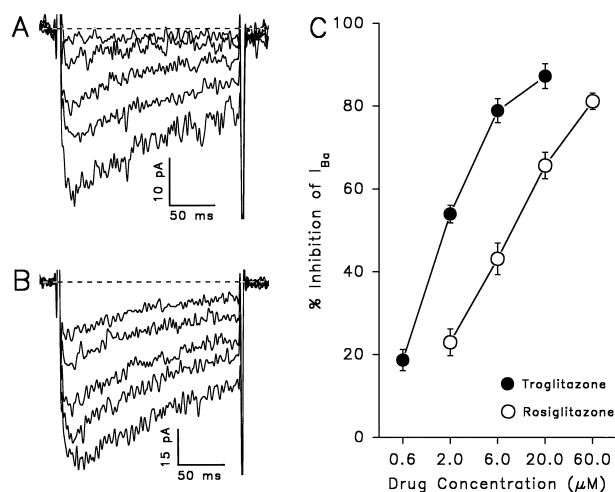 A
10 pA
50 ms
B
15 pA
50 ms
C
% Inhibition of I_Ba
100
80
60
40
20
0
0.6 2.0 6.0 20.0 60.0
Drug Concentration (μM)
Troglitazone
Rosiglitazone